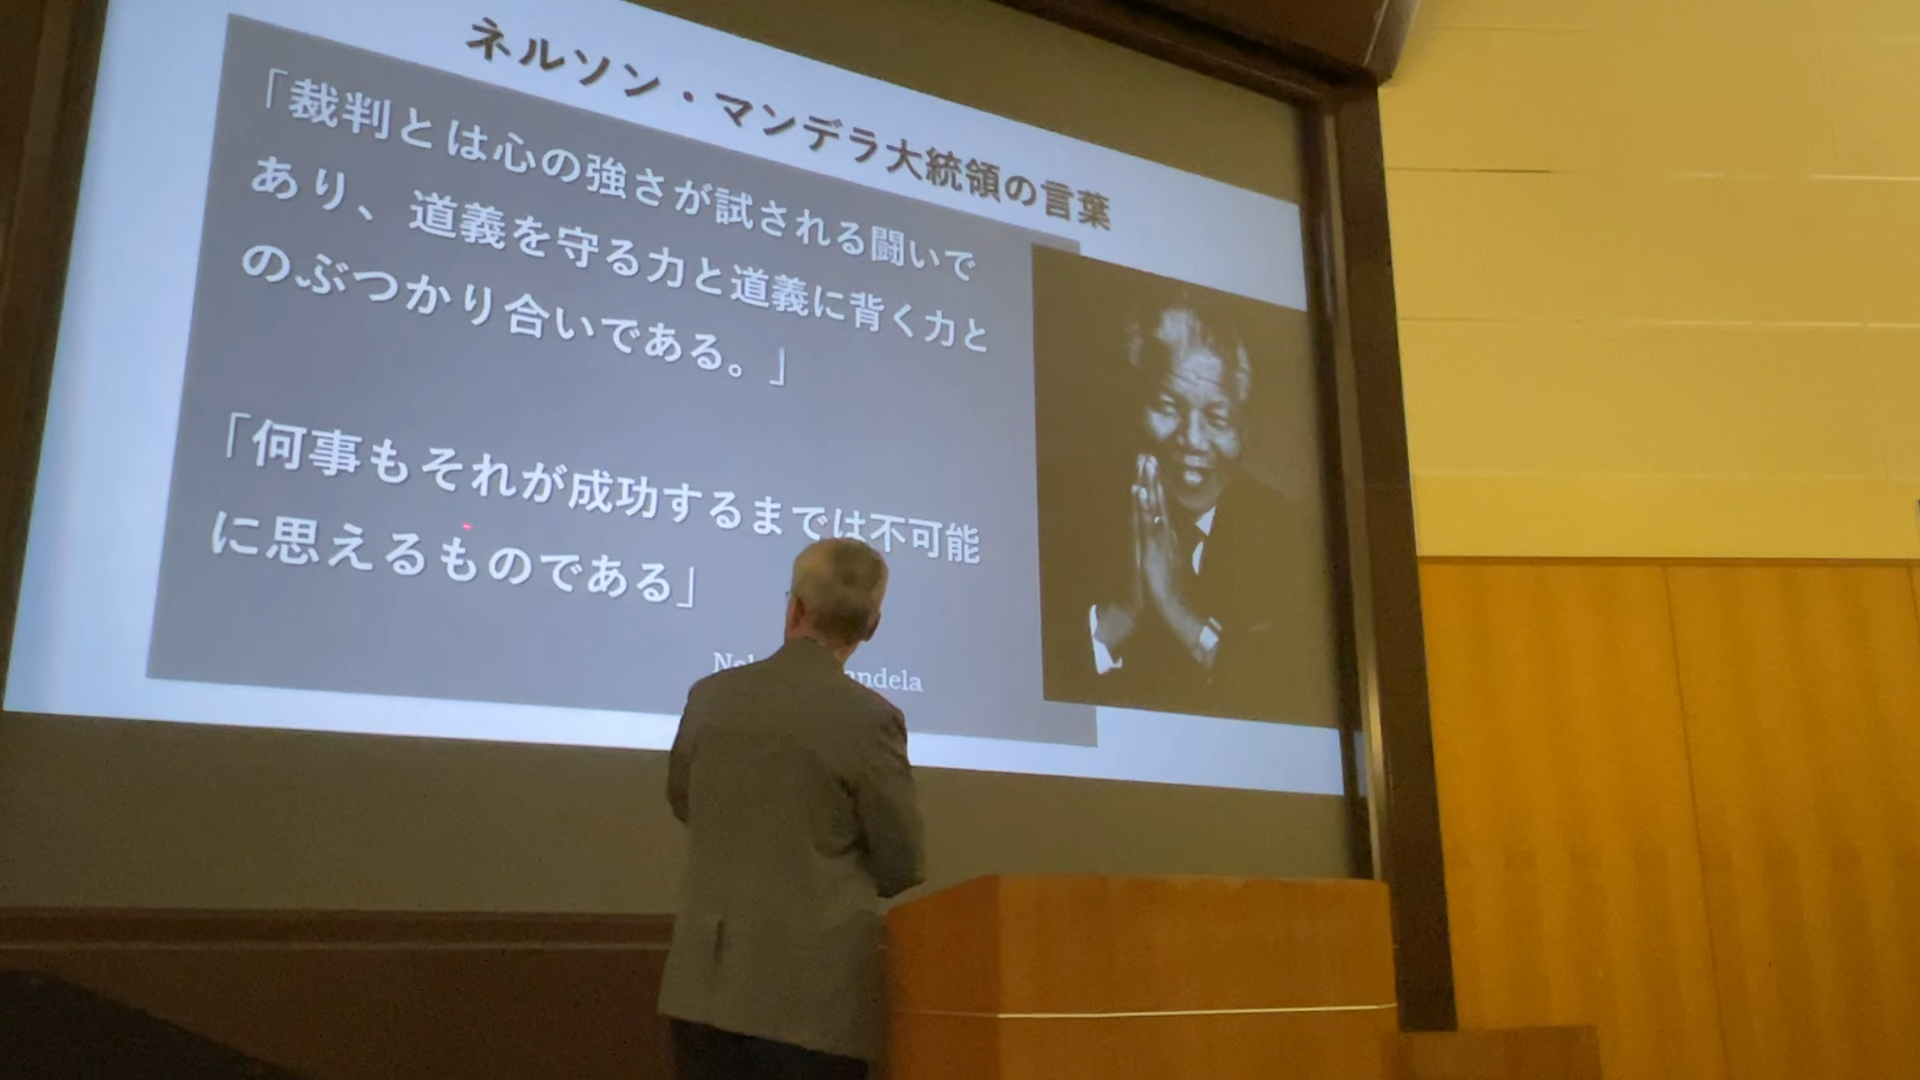 ネルソン・マンデラ大統領の言葉
「裁判とは心の強さが試される闘いで
あり、道義を守る力と道義に背く力と
のぶつかり合いである。」
「何事もそれが成功するまでは不可能
に思えるものである」